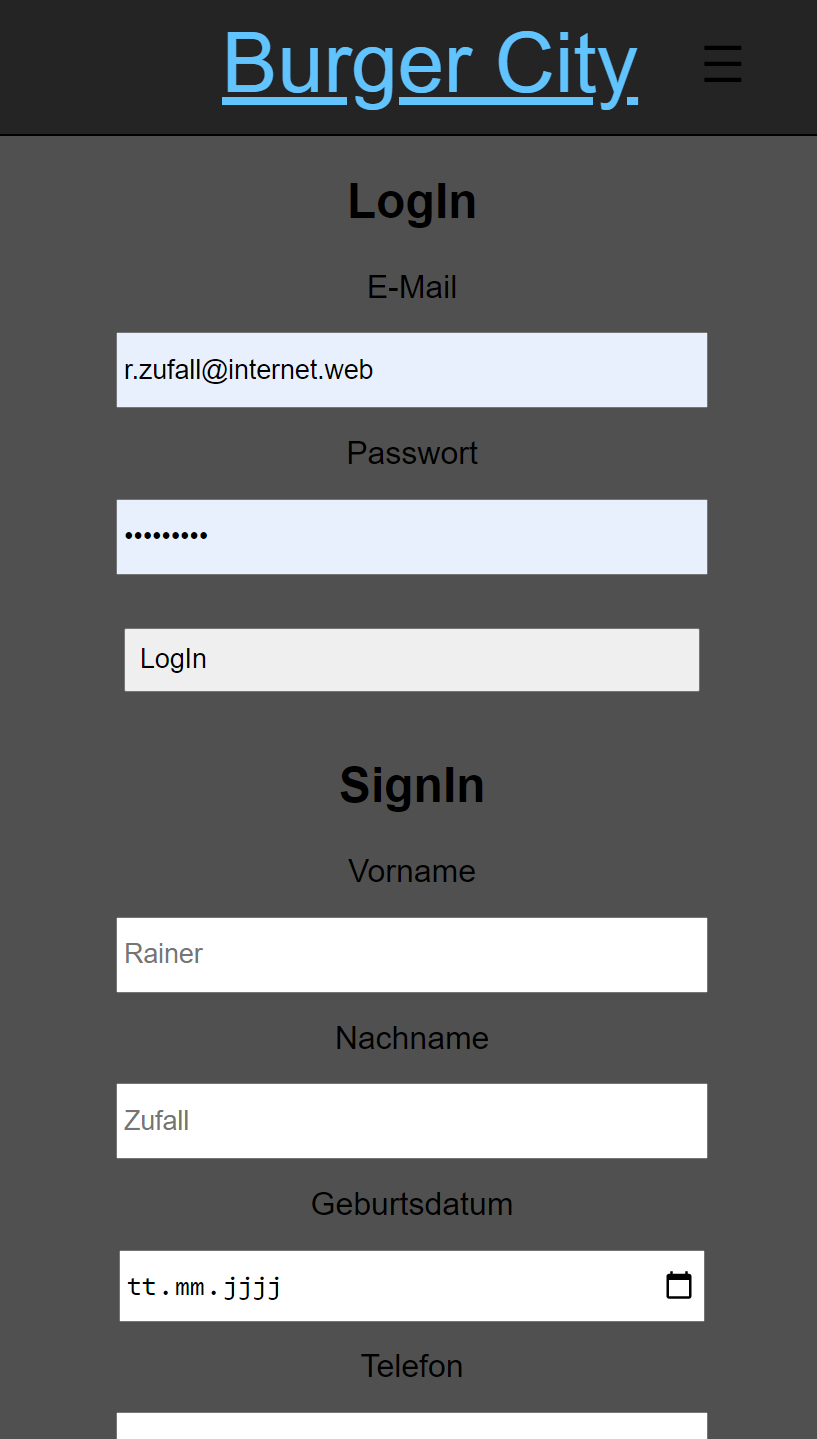 Burger City
☰
LogIn
E-Mail
r.zufall@internet.web
Passwort
•••••••••
LogIn
SignIn
Vorname
Rainer
Nachname
Zufall
Geburtsdatum
tt.mm.jjjj
Telefon